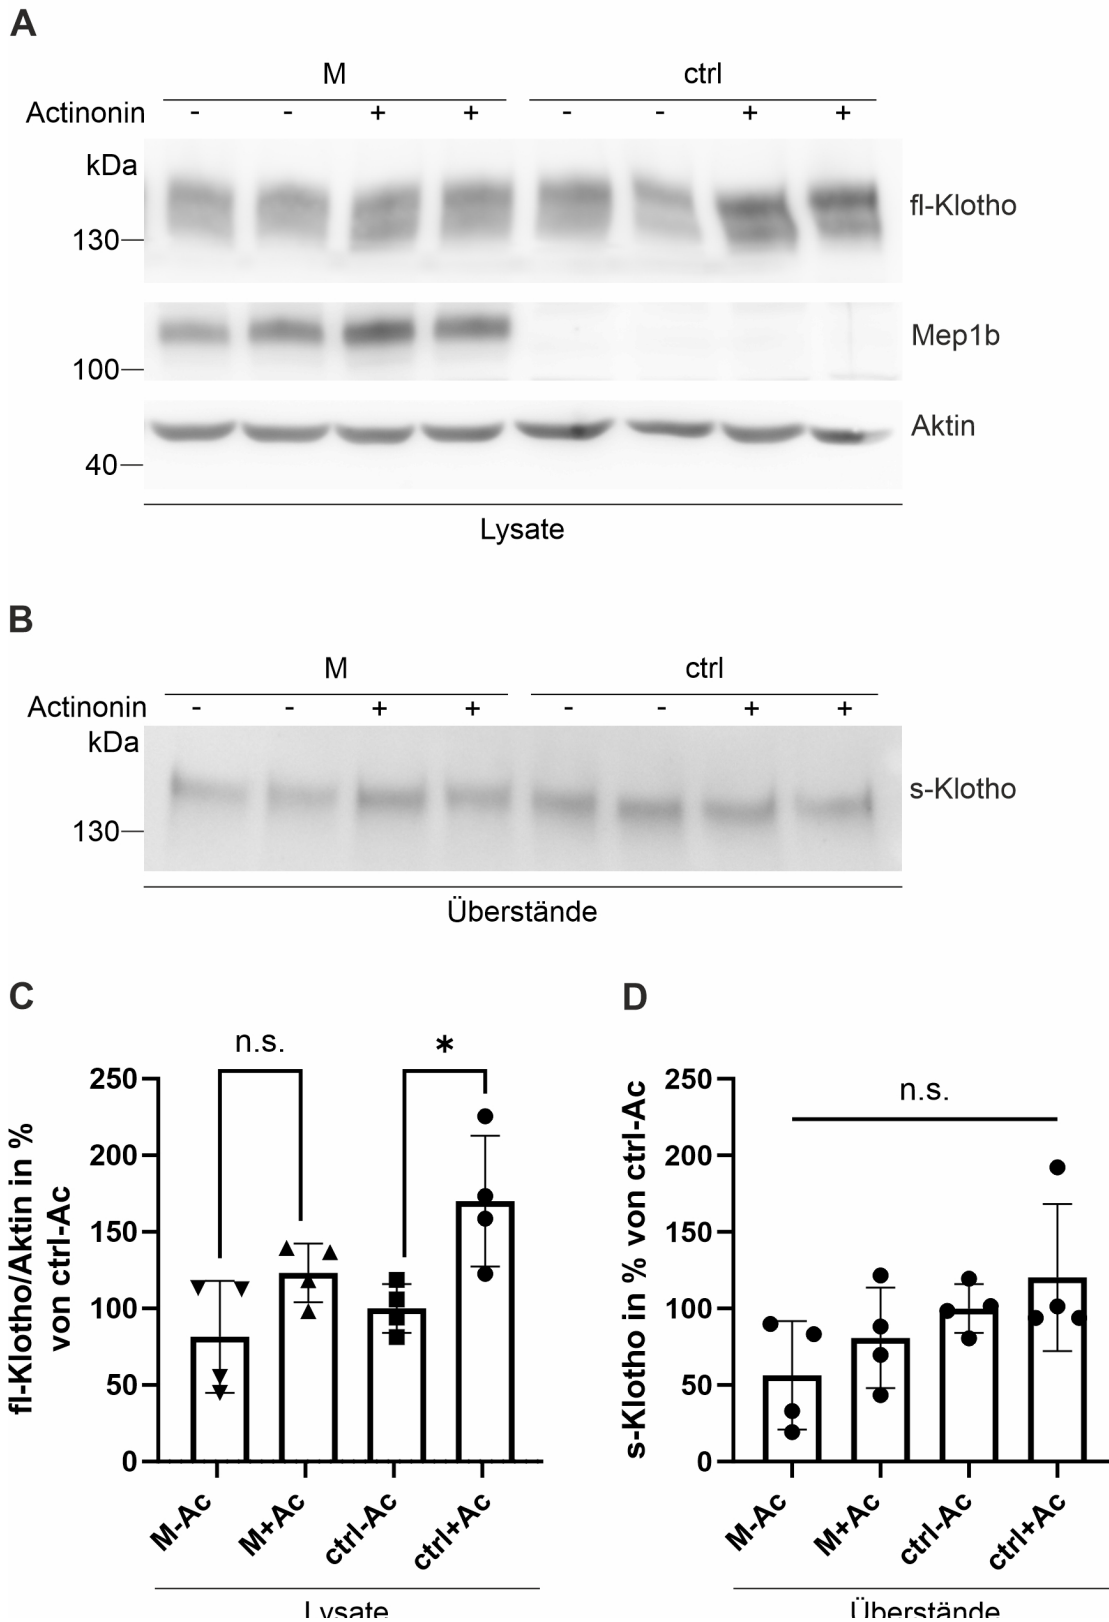 A
M ctrl
Actinonin - - + + - - + +
kDa
fl-Klotho
130
Mep1b
100
Aktin
40
Lysate
B
M ctrl
Actinonin - - + + - - + +
kDa
s-Klotho
130
Überstände
C
n.s. *
fl-Klotho/Aktin in %
von ctrl-Ac
250
200
150
100
50
0
M-Ac M+Ac ctrl-Ac ctrl+Ac
Lysate
D
n.s.
s-Klotho in % von ctrl-Ac
250
200
150
100
50
0
M-Ac M+Ac ctrl-Ac ctrl+Ac
Überstände